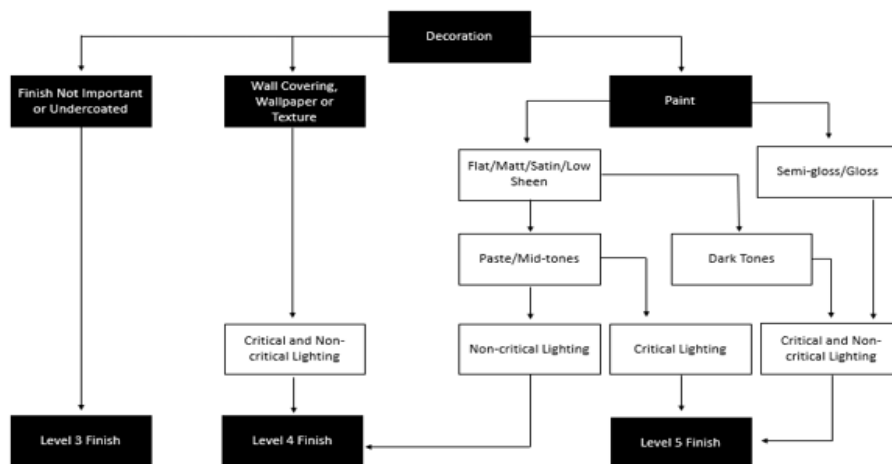 Decoration
Finish Not Important
or Undercoated
Wall Covering,
Wallpaper or
Texture
Paint
Flat/Matt/Satin/Low
Sheen
Semi-gloss/Gloss
Paste/Mid-tones
Dark Tones
Critical and Non-
critical Lighting
Non-critical Lighting
Critical Lighting
Critical and Non-
critical Lighting
Level 3 Finish
Level 4 Finish
Level 5 Finish